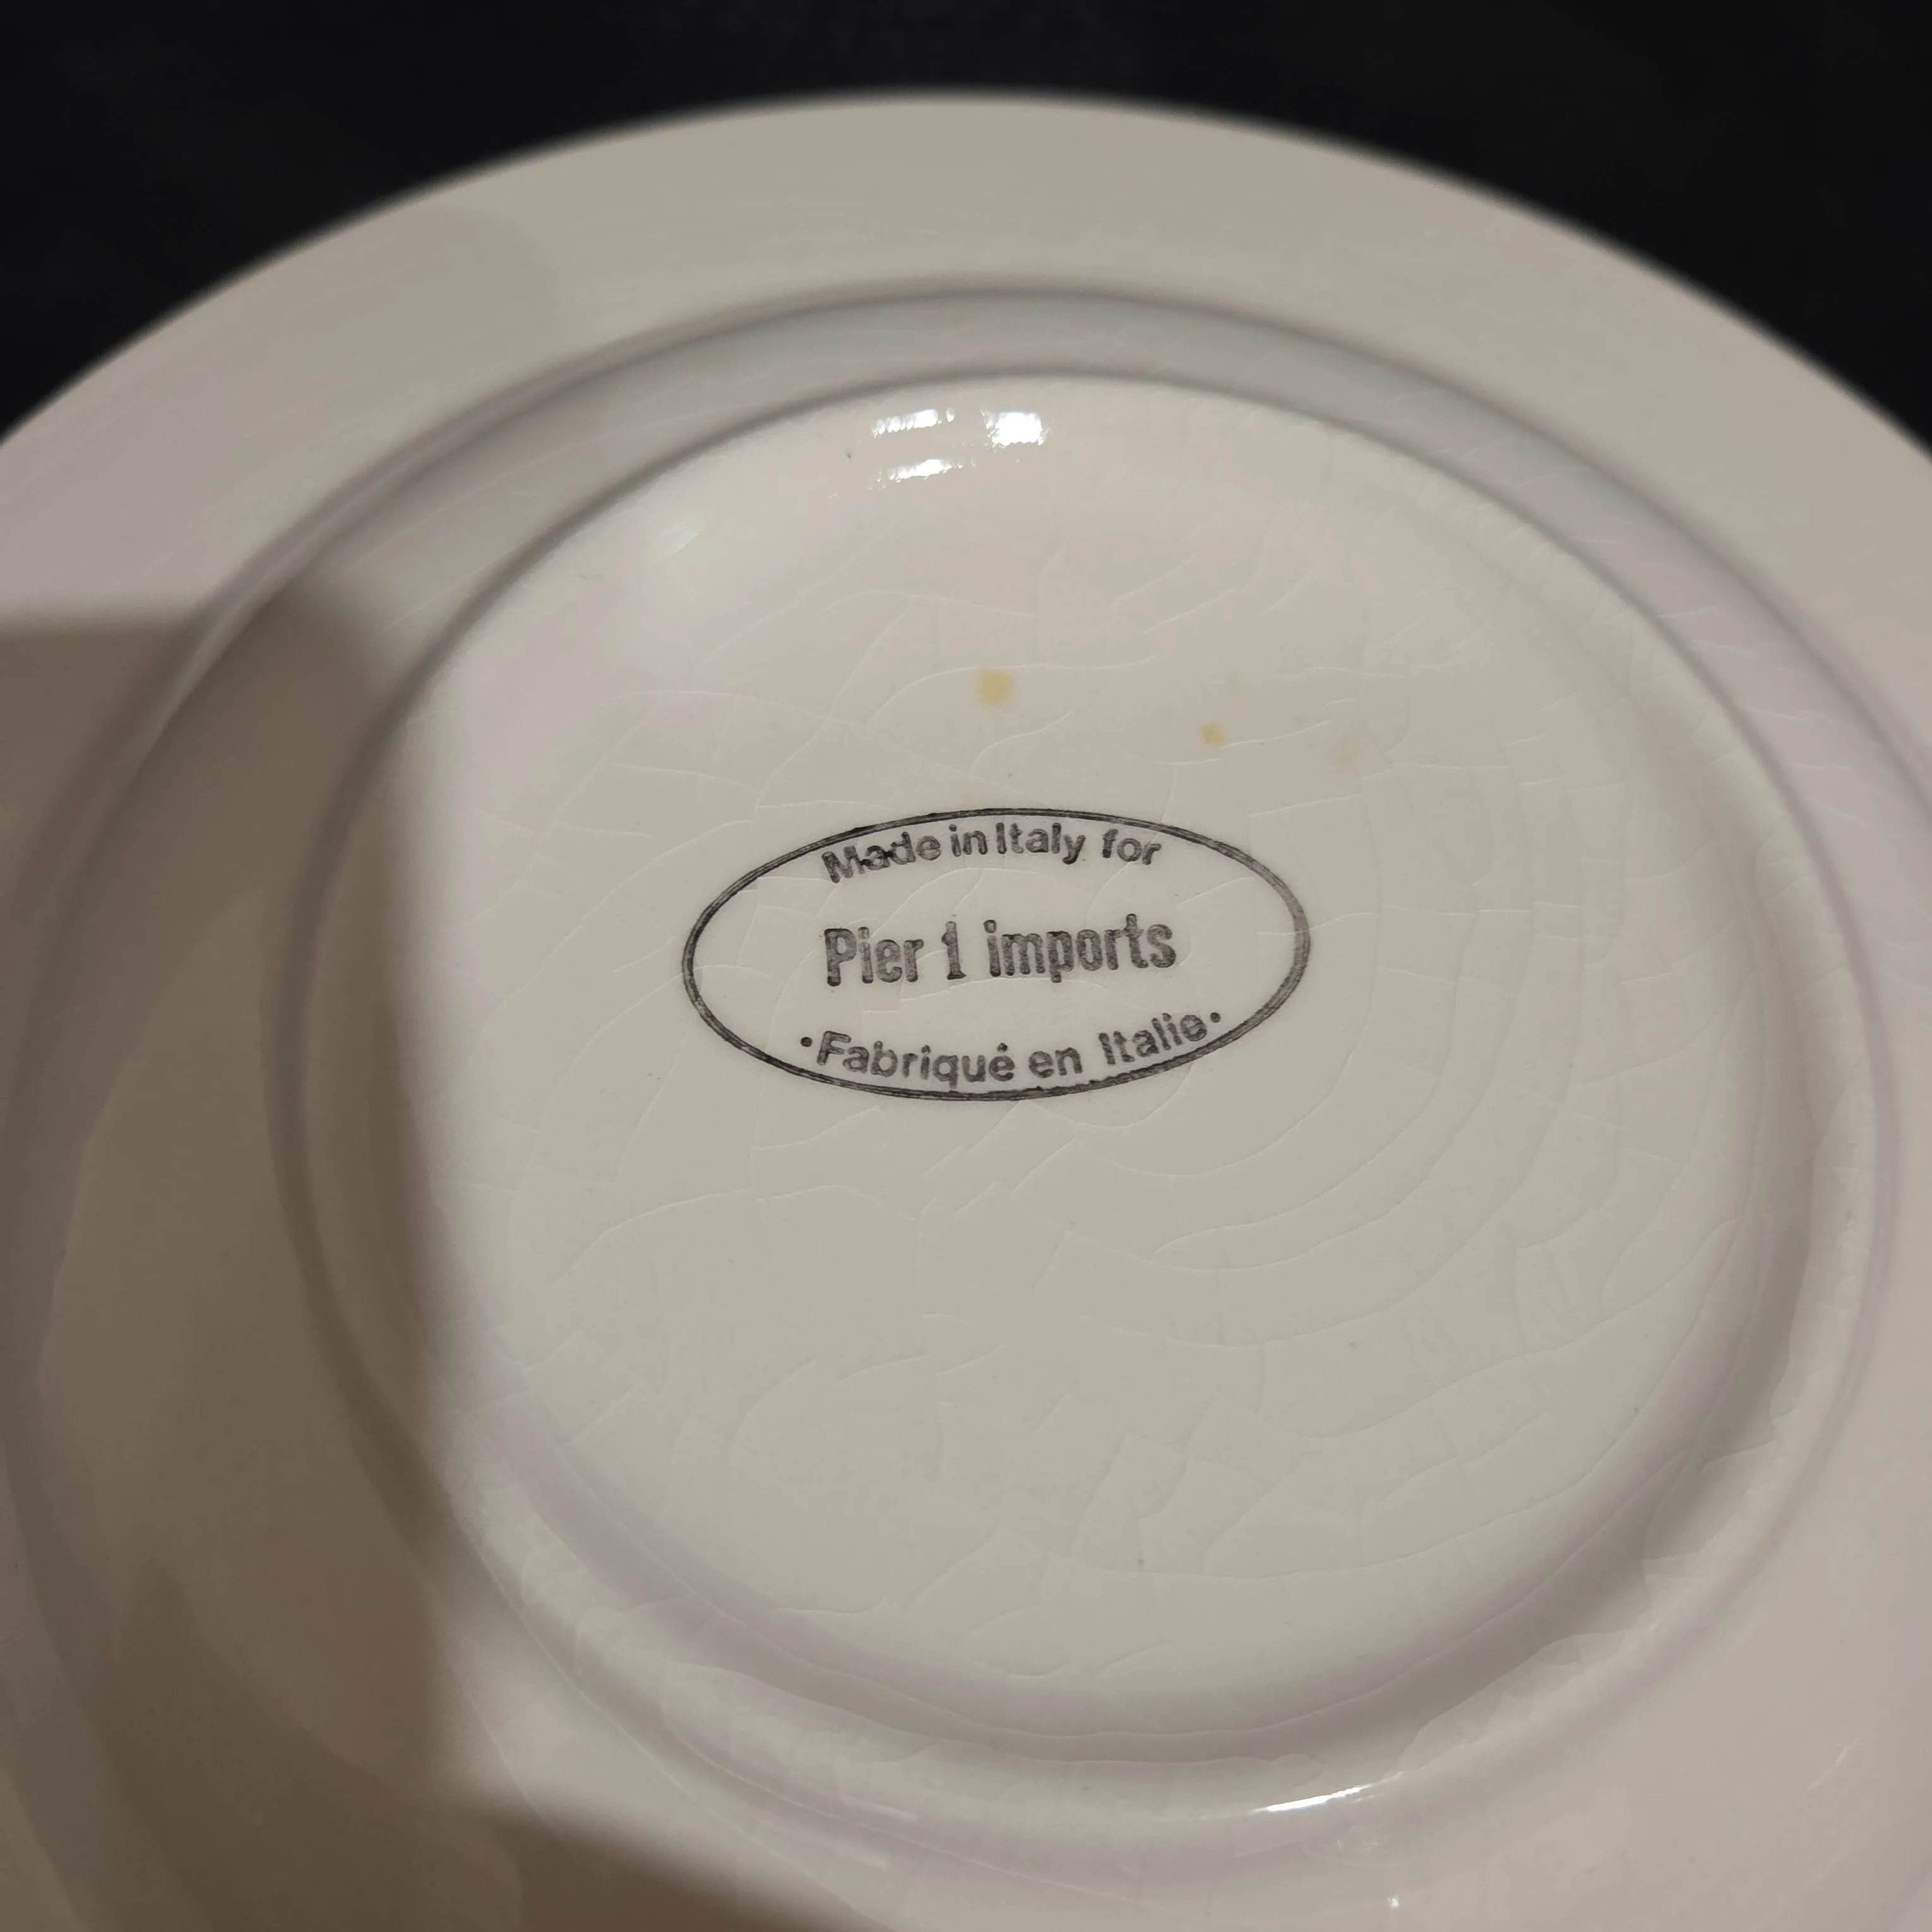 Made in Italy for
Pier 1 imports
·Fabriqué en Italie·